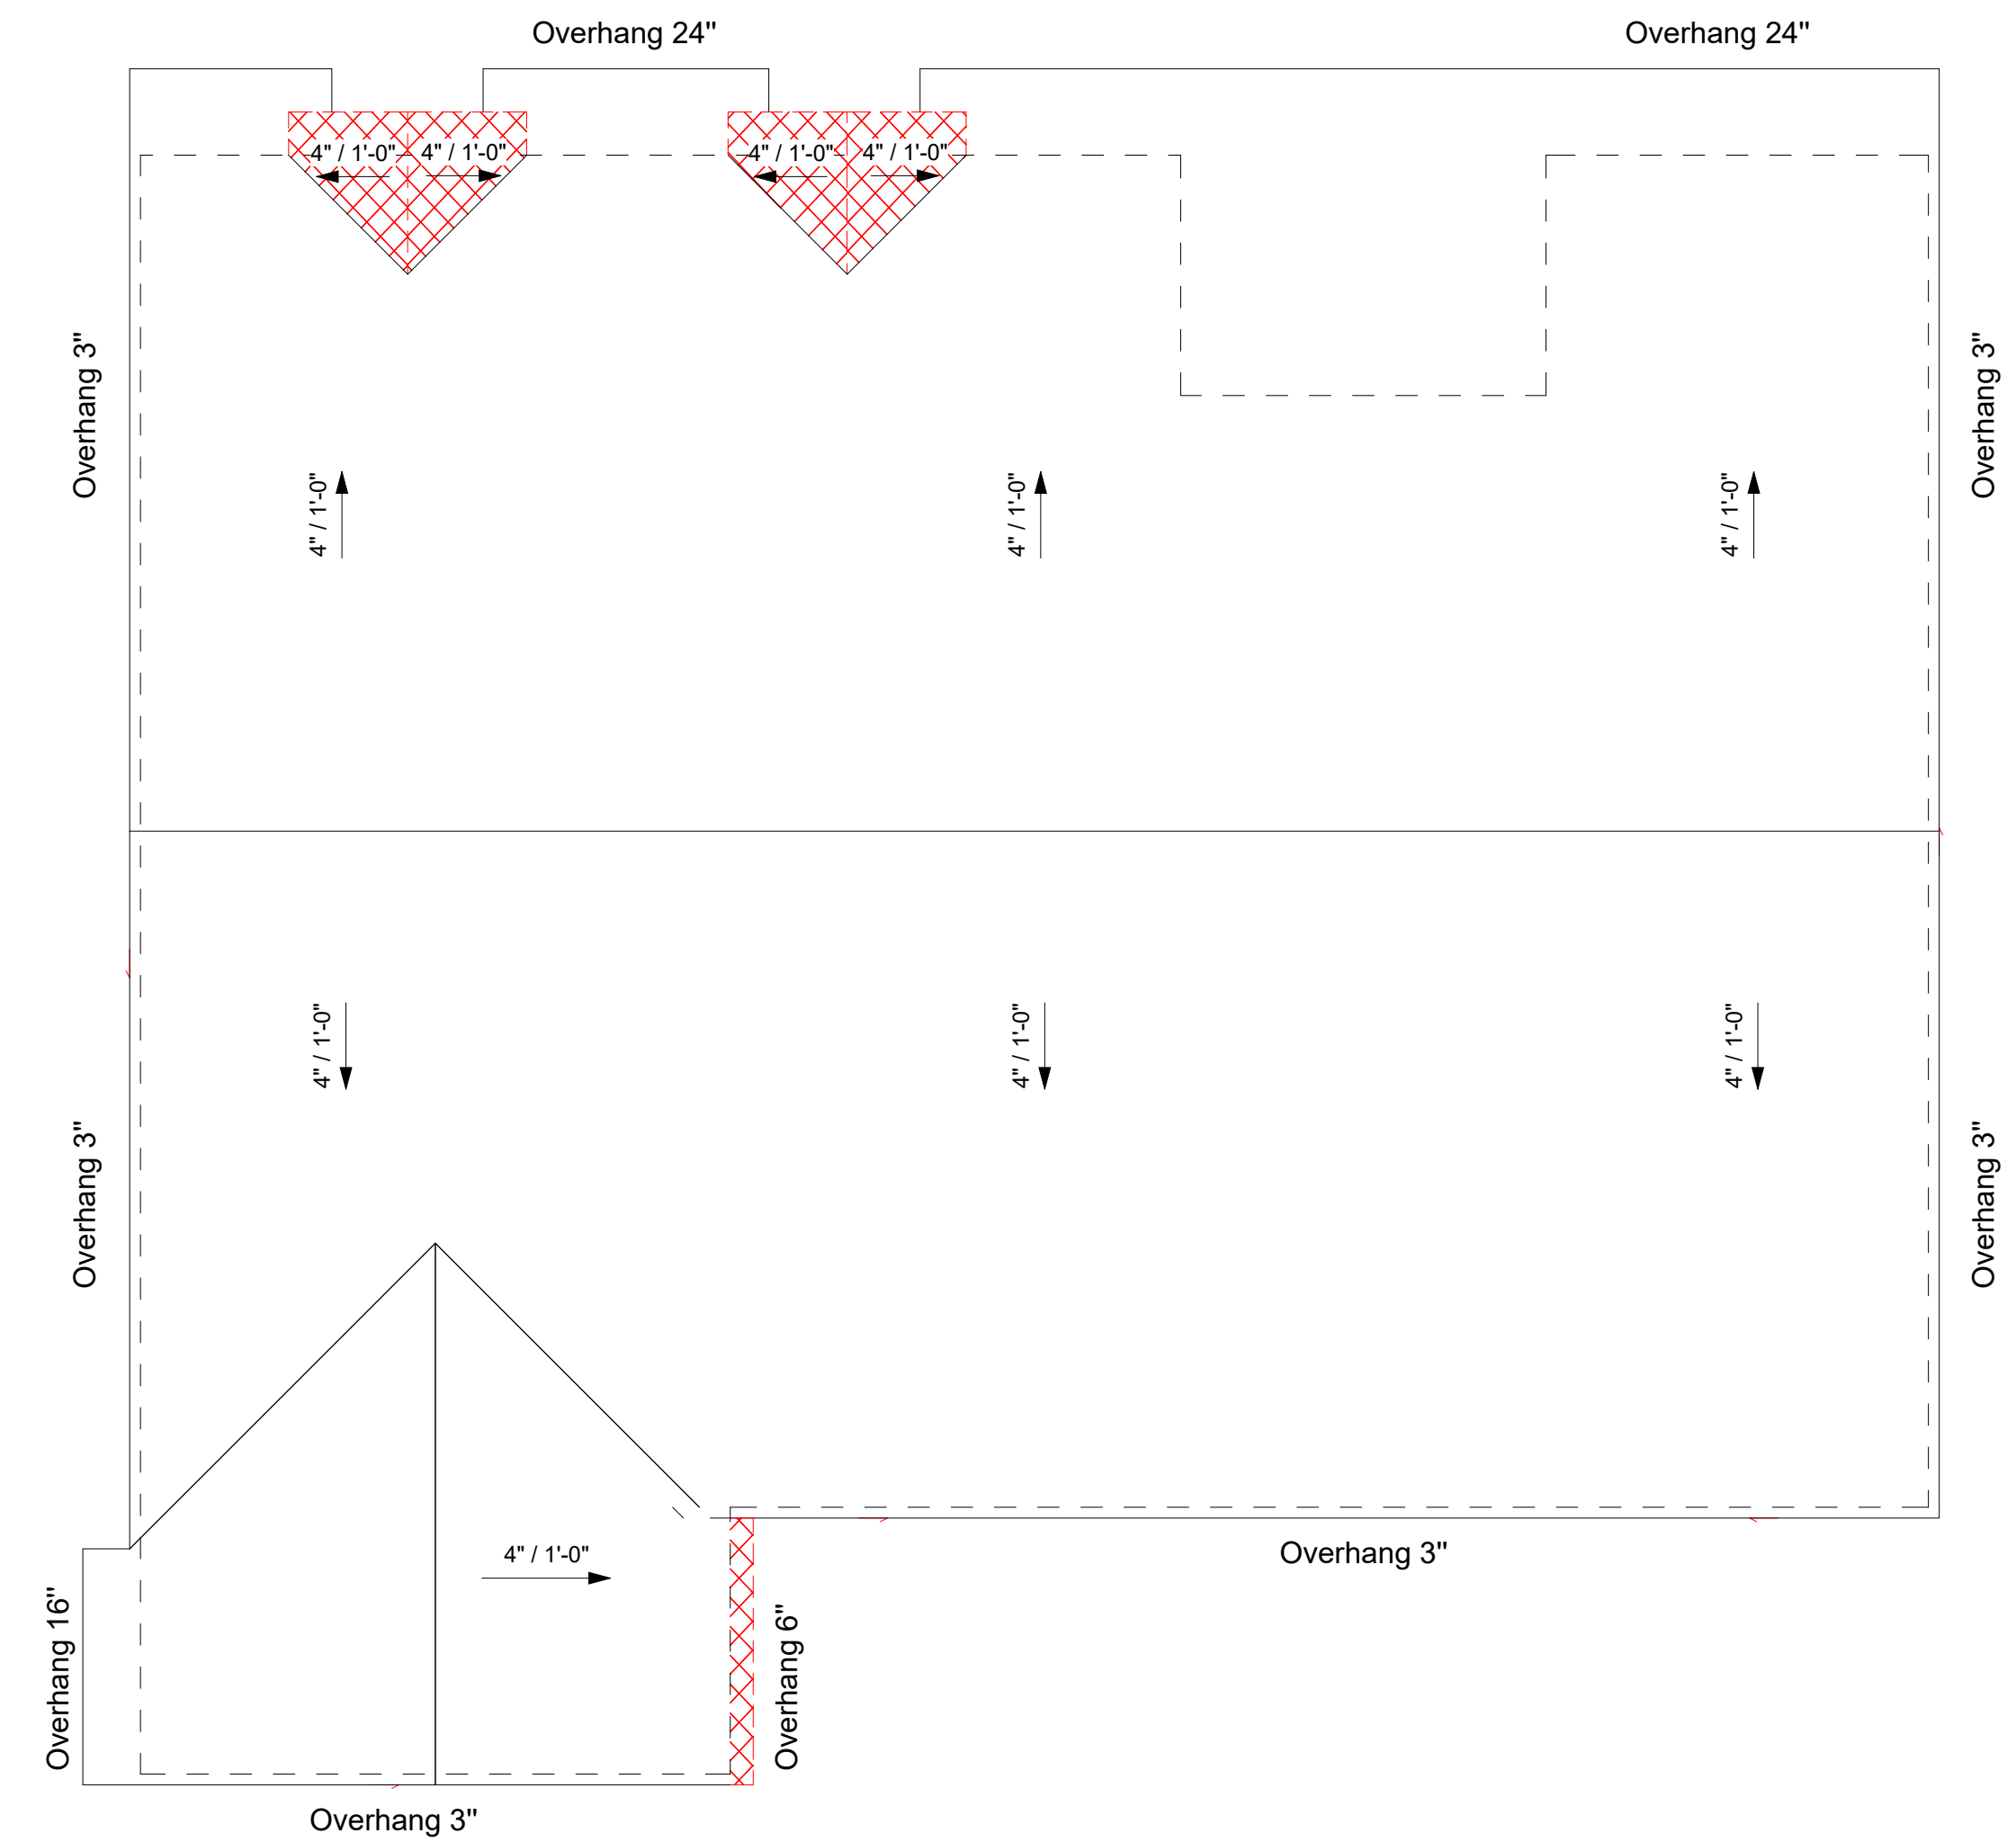 Overhang 24"
Overhang 24"
4" / 1'-0"
4" / 1'-0"
4" / 1'-0"
4" / 1'-0"
Overhang 3"
Overhang 3"
4" / 1'-0"
4" / 1'-0"
4" / 1'-0"
4" / 1'-0"
4" / 1'-0"
4" / 1'-0"
Overhang 3"
Overhang 3"
4" / 1'-0"
Overhang 3"
Overhang 16"
Overhang 6"
Overhang 3"